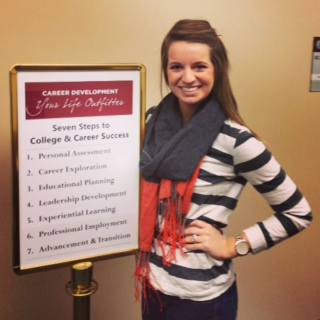 CAREER DEVELOPMENT
Your Life Outfitter
Seven Steps to
College & Career Success
1. Personal Assessment
2. Career Exploration
3. Educational Planning
4. Leadership Development
5. Experiential Learning
6. Professional Employment
7. Advancement & Transition